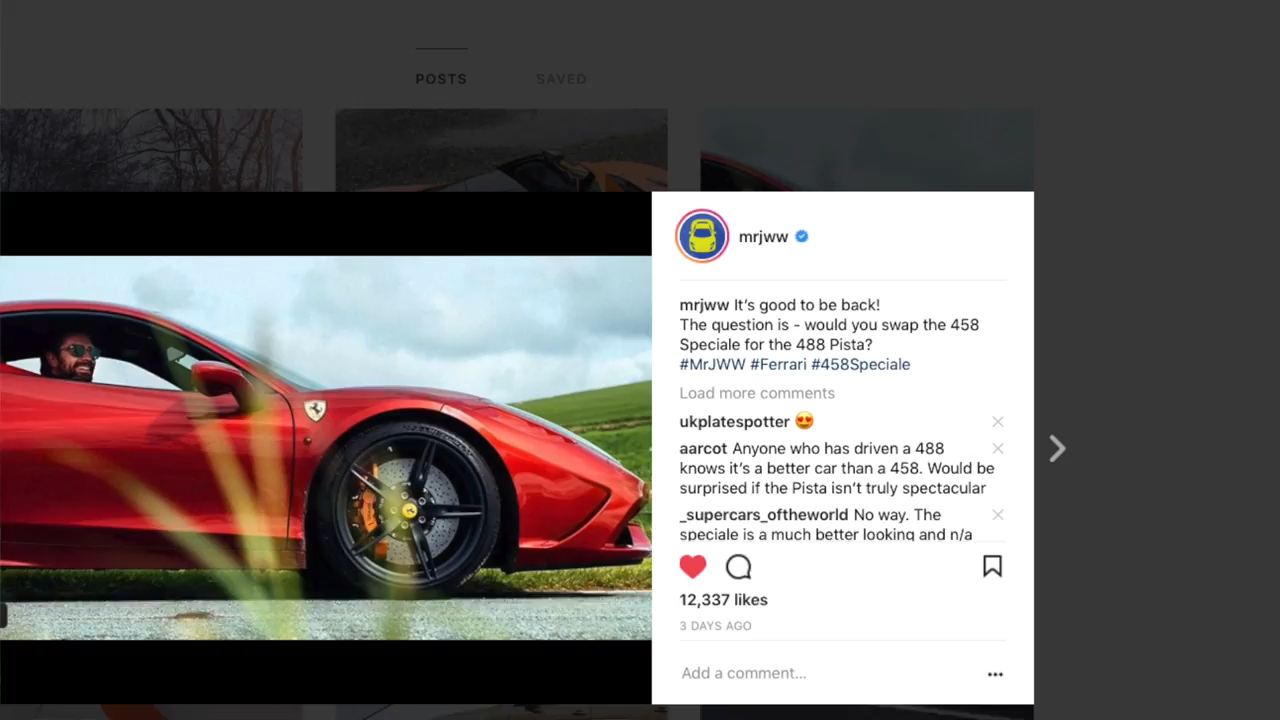 POSTS
SAVED
mrjww
mrjww It's good to be back!
The question is - would you swap the 458
Speciale for the 488 Pista?
#MrJWW #Ferrari #458Speciale
Load more comments
ukplatespotter 😍
aarcot Anyone who has driven a 488
knows it's a better car than a 458. Would be
surprised if the Pista isn't truly spectacular
_supercars_oftheworld No way. The
speciale is a much better looking and n/a
12,337 likes
3 DAYS AGO
Add a comment...